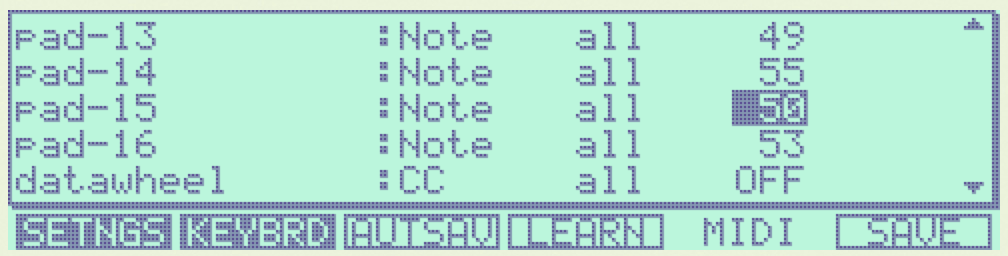 pad-13 :Note all 49
pad-14 :Note all 55
pad-15 :Note all 50
pad-16 :Note all 53
datawheel :CC all OFF
SETNGS KEYBRD AUTSAV LEARN MIDI SAVE